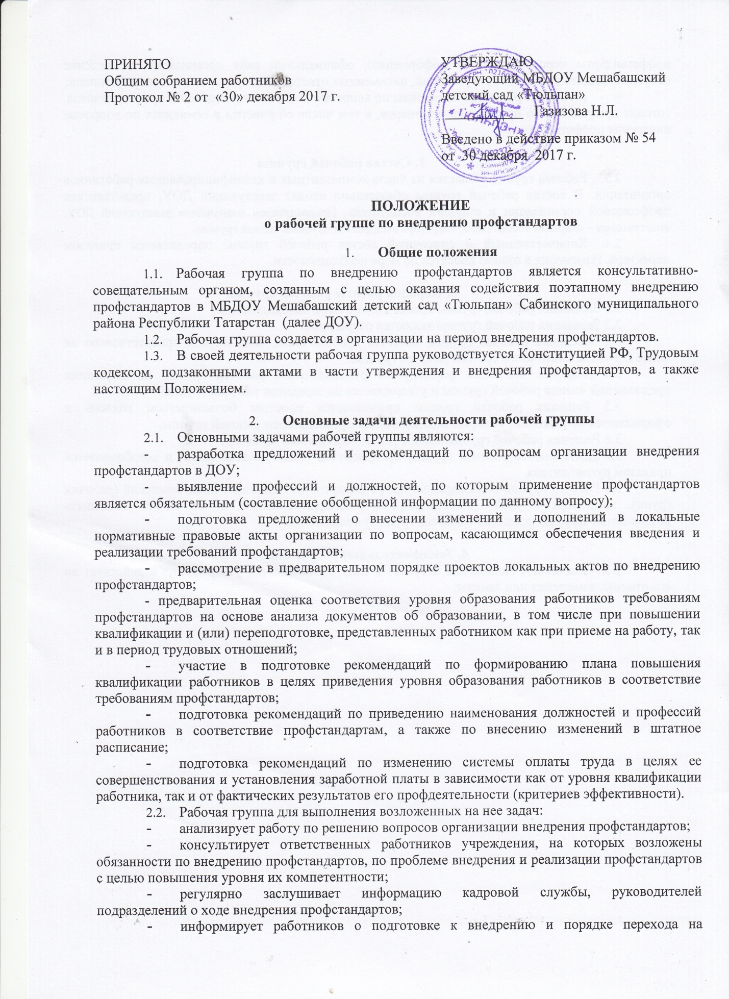 ПРИНЯТО
Общим собранием работников
Протокол № 2 от «30» декабря 2017 г.
УТВЕРЖДАЮ
Заведующий МБДОУ Мешабашский
детский сад «Тюльпан»
Газизова Н.Л.
Введено в действие приказом № 54
от 30 декабря 2017 г.
ПОЛОЖЕНИЕ
о рабочей группе по внедрению профстандартов
1. Общие положения
1.1. Рабочая группа по внедрению профстандартов является консультативно-
совещательным органом, созданным с целью оказания содействия поэтапному внедрению
профстандартов в МБДОУ Мешабашский детский сад «Тюльпан» Сабинского муниципального
района Республики Татарстан (далее ДОУ).
1.2. Рабочая группа создается в организации на период внедрения профстандартов.
1.3. В своей деятельности рабочая группа руководствуется Конституцией РФ, Трудовым
кодексом, подзаконными актами в части утверждения и внедрения профстандартов, а также
настоящим Положением.
2. Основные задачи деятельности рабочей группы
2.1. Основными задачами рабочей группы являются:
- разработка предложений и рекомендаций по вопросам организации внедрения
профстандартов в ДОУ;
- выявление профессий и должностей, по которым применение профстандартов
является обязательным (составление обобщенной информации по данному вопросу);
- подготовка предложений о внесении изменений и дополнений в локальные
нормативные правовые акты организации по вопросам, касающимся обеспечения введения и
реализации требований профстандартов;
- рассмотрение в предварительном порядке проектов локальных актов по внедрению
профстандартов;
- предварительная оценка соответствия уровня образования работников требованиям
профстандартов на основе анализа документов об образовании, в том числе при повышении
квалификации и (или) переподготовке, представленных работником как при приеме на работу, так
и в период трудовых отношений;
- участие в подготовке рекомендаций по формированию плана повышения
квалификации работников в целях приведения уровня образования работников в соответствие
требованиям профстандартов;
- подготовка рекомендаций по приведению наименования должностей и профессий
работников в соответствие профстандартам, а также по внесению изменений в штатное
расписание;
- подготовка рекомендаций по изменению системы оплаты труда в целях ее
совершенствования и установления заработной платы в зависимости как от уровня квалификации
работника, так и от фактических результатов его профдеятельности (критериев эффективности).
2.2. Рабочая группа для выполнения возложенных на нее задач:
- анализирует работу по решению вопросов организации внедрения профстандартов;
- консультирует ответственных работников учреждения, на которых возложены
обязанности по внедрению профстандартов, по проблеме внедрения и реализации профстандартов
с целью повышения уровня их компетентности;
- регулярно заслушивает информацию кадровой службы, руководителей
подразделений о ходе внедрения профстандартов;
- информирует работников о подготовке к внедрению и порядке перехода на